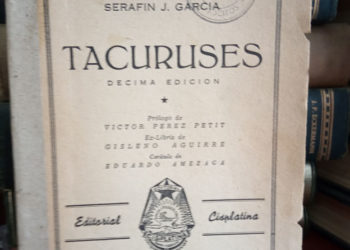 SERAFIN J. GARCIA
TACURUSES
DECIMA EDICION
Prólogo de
VICTOR PEREZ PETIT
Ex-Libris de
GISLENO AGUIRRE
Carátula de
EDUARDO AMEZAGA
Editorial Cisplatina